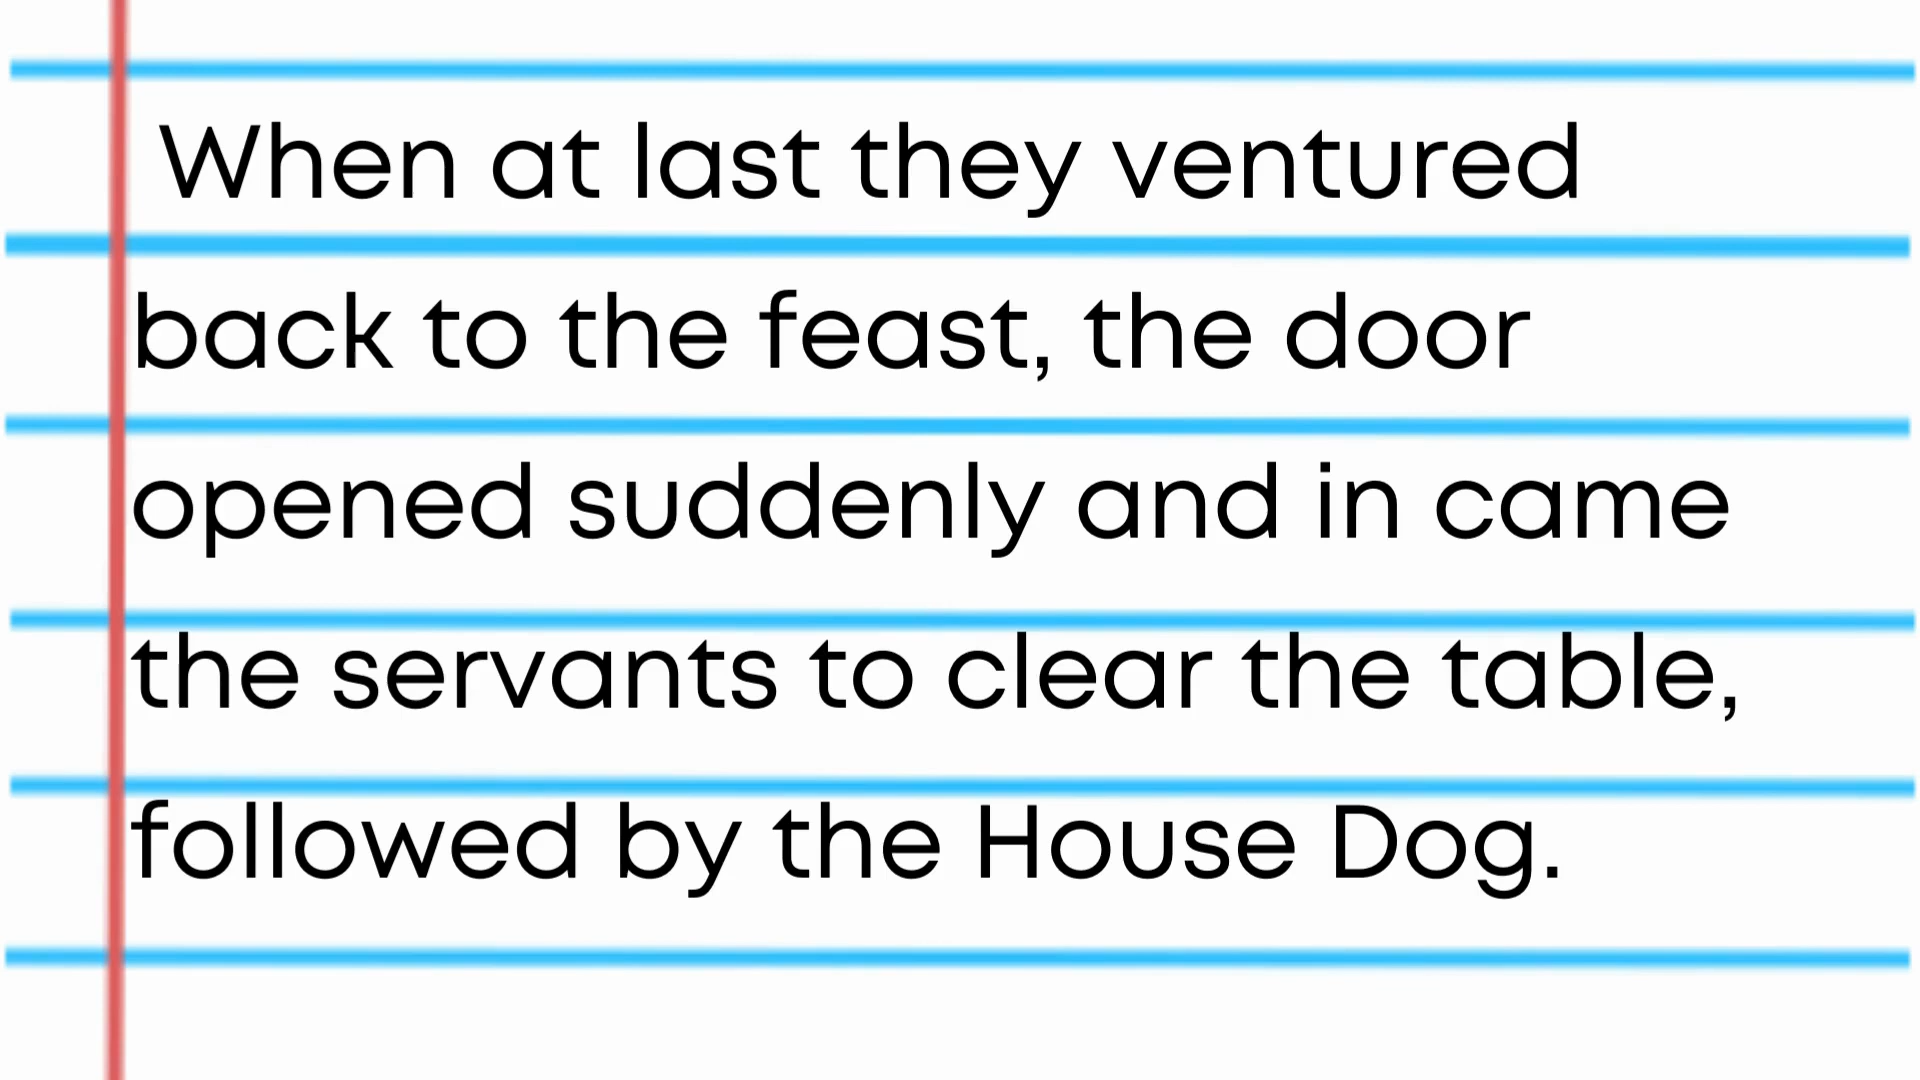 When at last they ventured
back to the feast, the door
opened suddenly and in came
the servants to clear the table,
followed by the House Dog.